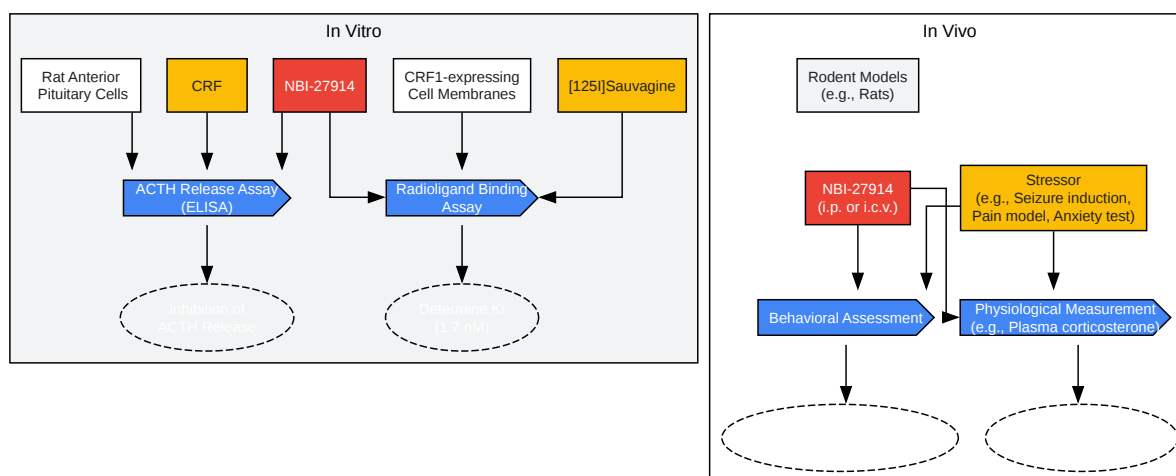 In Vitro
Rat Anterior
Pituitary Cells
CRF
NBI-27914
CRF1-expressing
Cell Membranes
[125I]Sauvagine
ACTH Release Assay
(ELISA)
Radioligand Binding
Assay
Inhibition of
ACTH Release
Determine Ki
(1.7 nM)
In Vivo
Rodent Models
(e.g., Rats)
NBI-27914
(i.p. or i.c.v.)
Stressor
(e.g., Seizure induction,
Pain model, Anxiety test)
Behavioral Assessment
Physiological Measurement
(e.g., Plasma corticosterone)